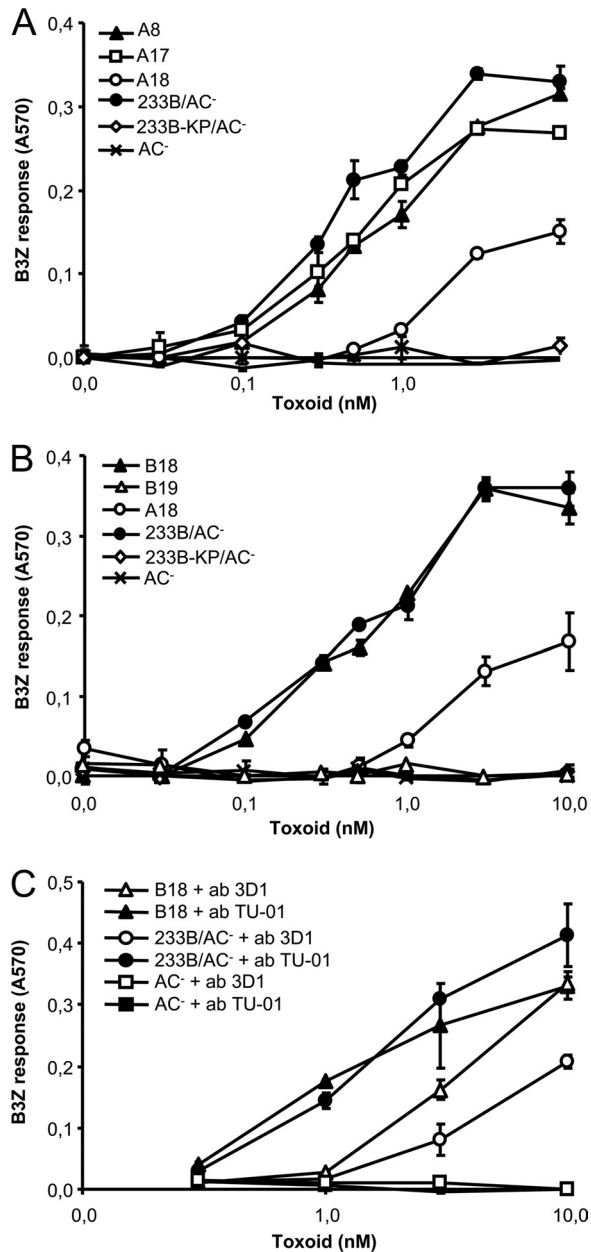 A
0,4
A8
A17
A18
233B/AC-
233B-KP/AC-
AC-
0,3
0,2
0,1
0,0
B3Z response (A570)
0,0
0,1
1,0
Toxoid (nM)
B
0,4
B18
B19
A18
233B/AC-
233B-KP/AC-
AC-
0,3
0,2
0,1
0,0
B3Z response (A570)
0,0
0,1
1,0
10,0
Toxoid (nM)
C
0,5
B18 + ab 3D1
B18 + ab TU-01
233B/AC- + ab 3D1
233B/AC- + ab TU-01
AC- + ab 3D1
AC- + ab TU-01
0,4
0,3
0,2
0,1
0,0
B3Z response (A570)
0,0
1,0
10,0
Toxoid (nM)